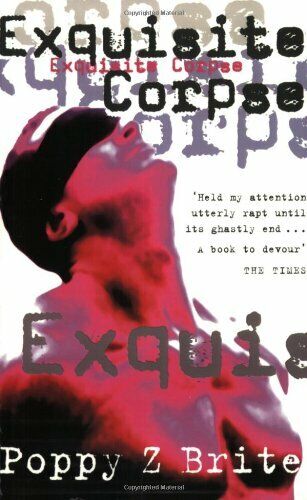 Exquisite
Exquisite Corpse
Corpse
'Held my attention
utterly rapt until
its ghastly end...
A book to devour'
THE TIMES
Exquis
Poppy Z Brite